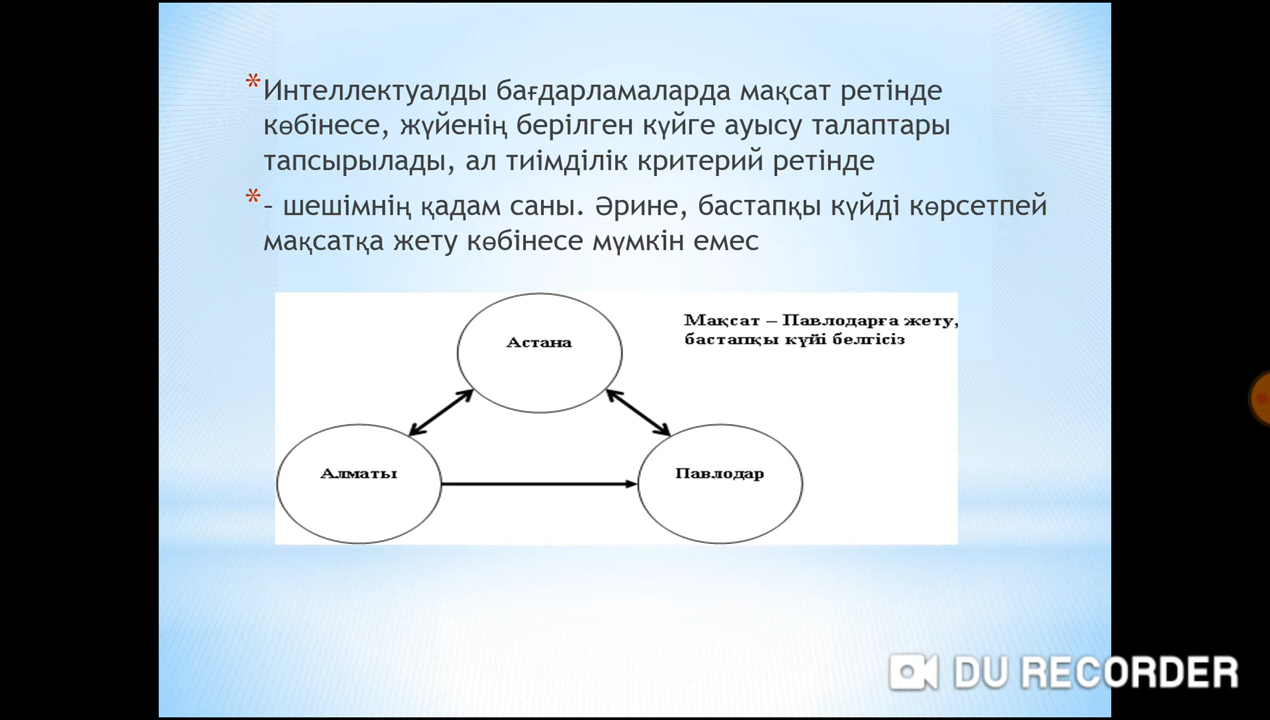 * Интеллектуалды бағдарламаларда мақсат ретінде
көбінесе, жүйенің берілген күйге ауысу талаптары
тапсырылады, ал тиімділік критерий ретінде
* – шешімнің қадам саны. Әрине, бастапқы күйді көрсетпей
мақсатқа жету көбінесе мүмкін емес
Мақсат – Павлодарға жету,
бастапқы күйі белгісіз
Астана
Алматы
Павлодар
DU RECORDER